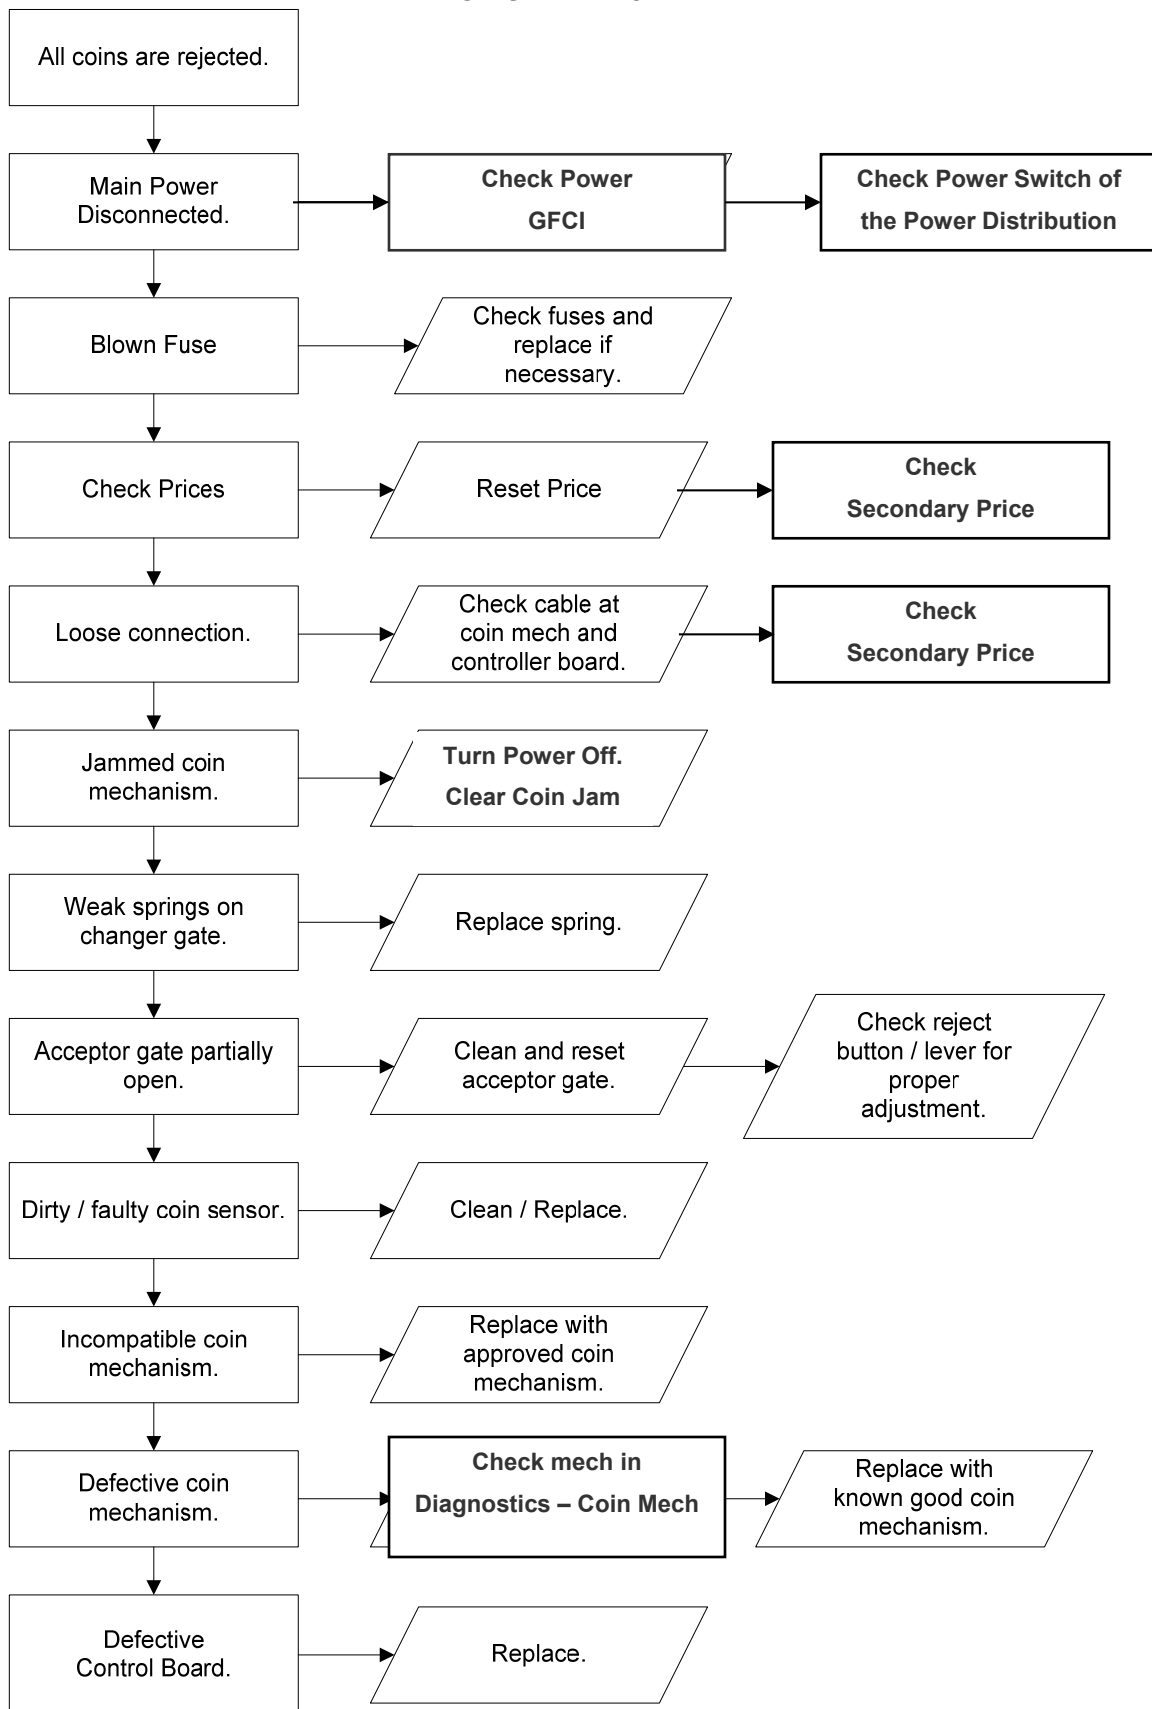 All coins are rejected.
Main Power
Disconnected.
Check Power
GFCI
Check Power Switch of
the Power Distribution
Blown Fuse
Check fuses and
replace if
necessary.
Check Prices
Reset Price
Check
Secondary Price
Loose connection.
Check cable at
coin mech and
controller board.
Check
Secondary Price
Jammed coin
mechanism.
Turn Power Off.
Clear Coin Jam
Weak springs on
changer gate.
Replace spring.
Acceptor gate partially
open.
Clean and reset
acceptor gate.
Check reject
button / lever for
proper
adjustment.
Dirty / faulty coin sensor.
Clean / Replace.
Incompatible coin
mechanism.
Replace with
approved coin
mechanism.
Defective coin
mechanism.
Check mech in
Diagnostics – Coin Mech
Replace with
known good coin
mechanism.
Defective
Control Board.
Replace.